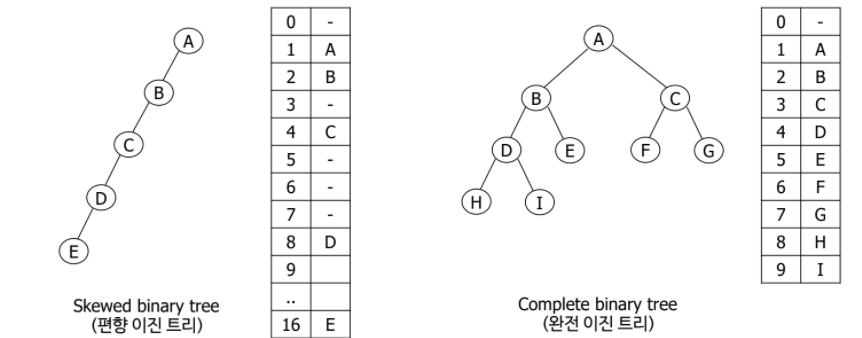 A
B
C
D
E
Skewed binary tree
(편향 이진 트리)
0 -
1 A
2 B
3 -
4 C
5 -
6 -
7 -
8 D
9
..
16 E
A
B C
D E F G
H I
Complete binary tree
(완전 이진 트리)
0 -
1 A
2 B
3 C
4 D
5 E
6 F
7 G
8 H
9 I